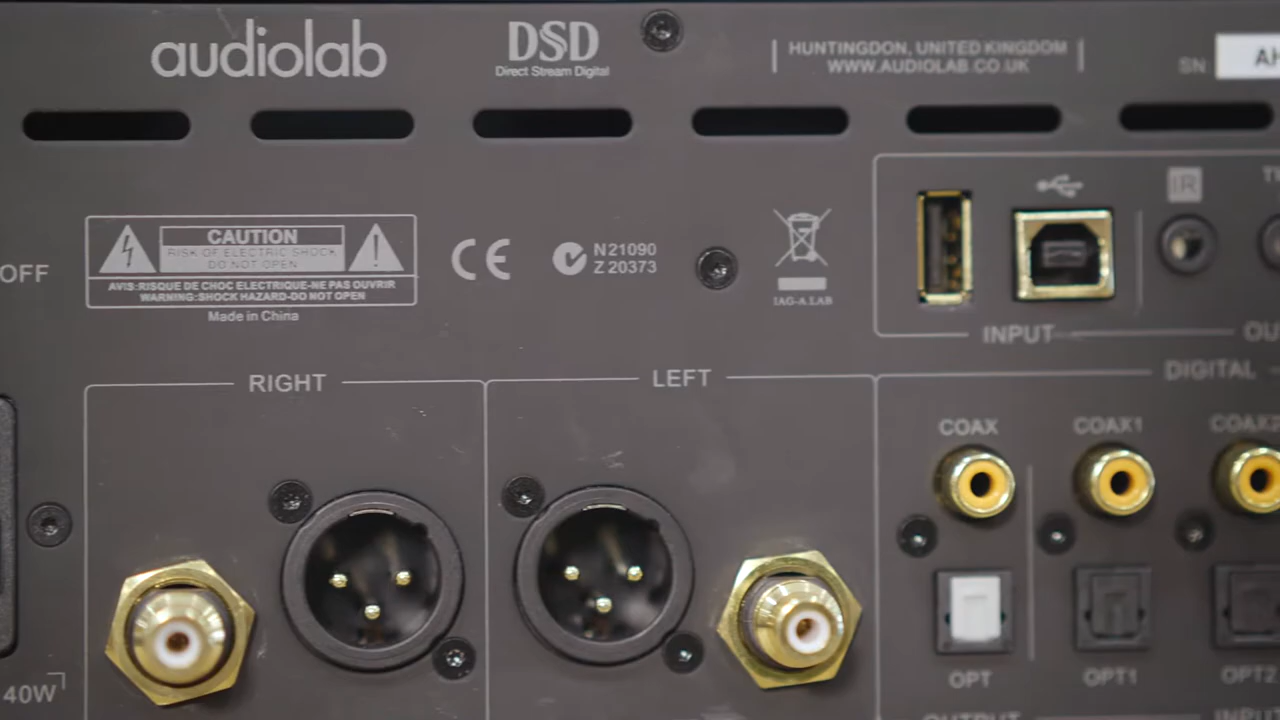 audiolab
DSD
Direct Stream Digital
HUNTINGDON, UNITED KINGDOM
WWW.AUDIOLAB.CO.UK
SN
OFF
CAUTION
RISK OF ELECTRIC SHOCK
DO NOT OPEN
AVIS:RISQUE DE CHOC ELECTRIQUE-NE PAS OUVRIR
WARNING:SHOCK HAZARD-DO NOT OPEN
Made in China
CE
N21090
Z20373
IAG-A.LAB
IR
INPUT
RIGHT
LEFT
DIGITAL
COAX
COAX1
COAX2
40W
OPT
OPT1
OPT2
OUTPUT